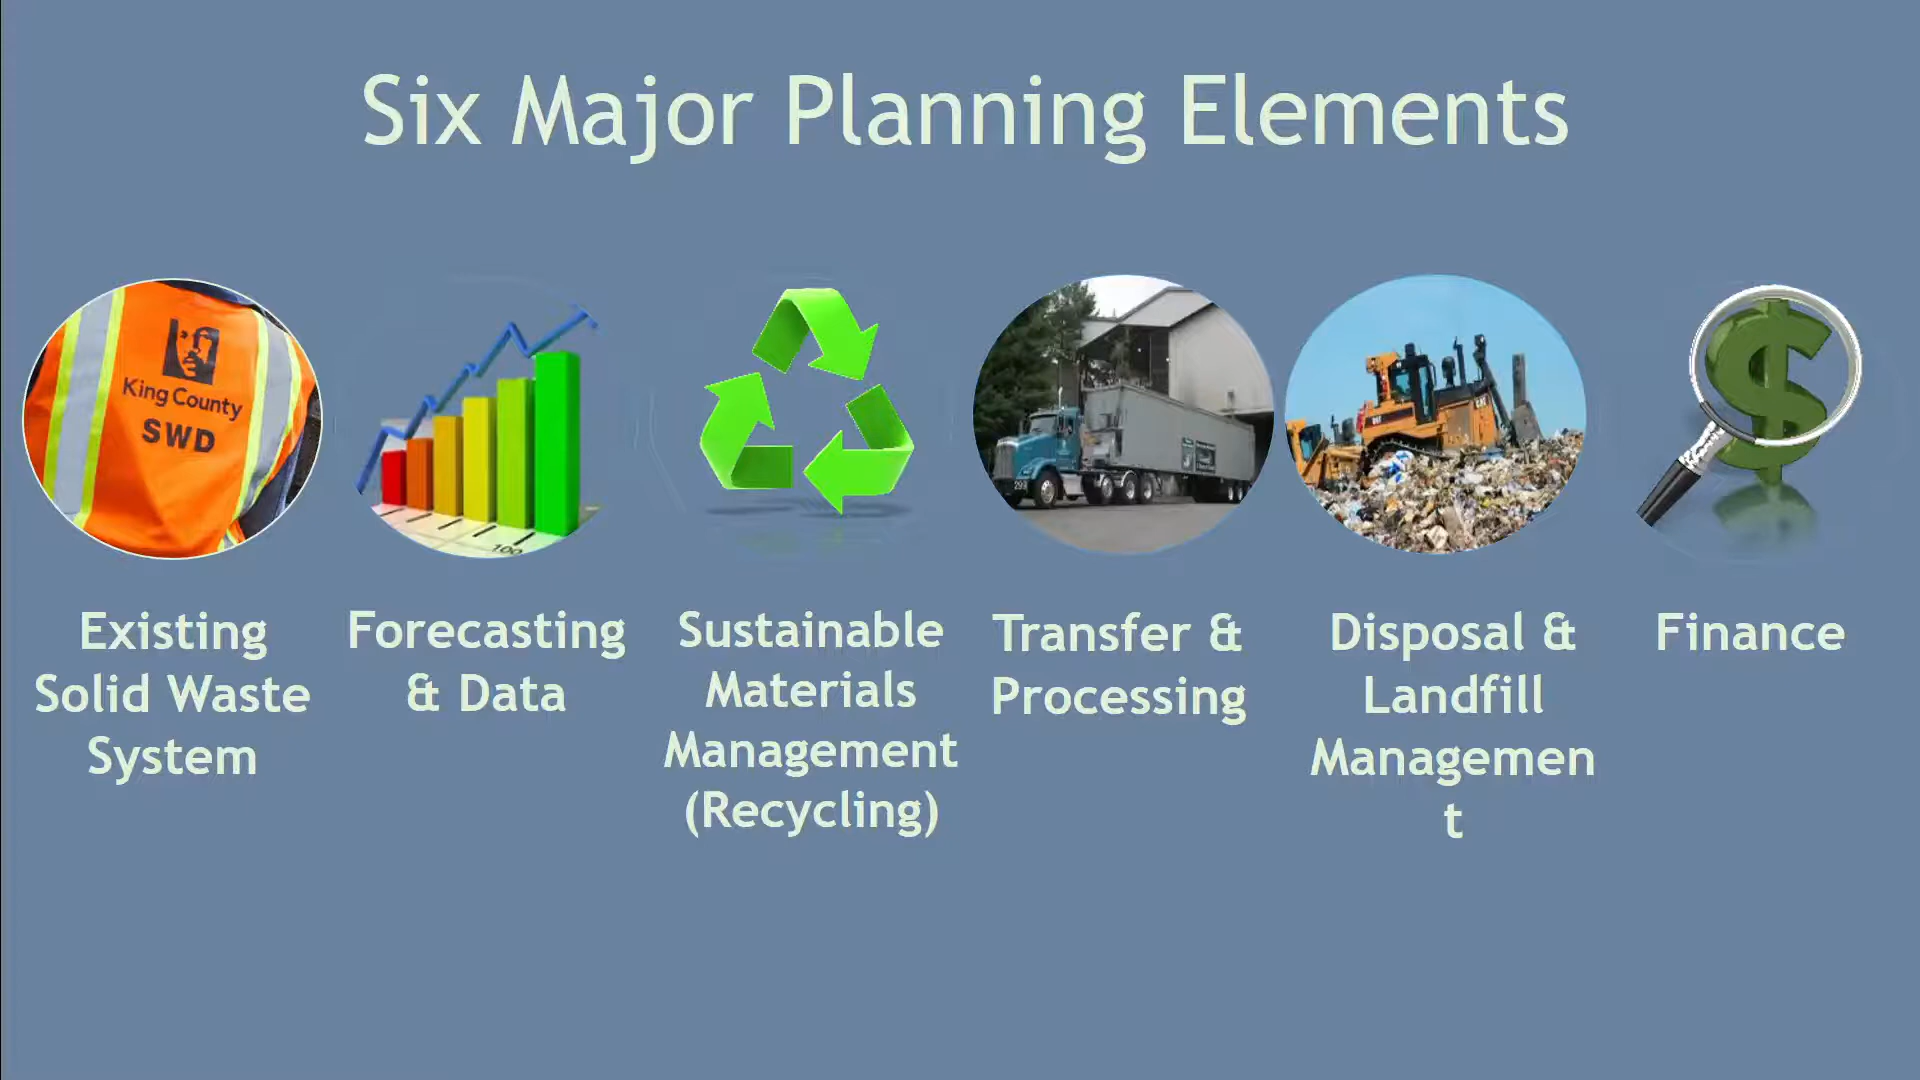 Six Major Planning Elements
King County
SWD
100
Existing
Solid Waste
System
Forecasting
& Data
Sustainable
Materials
Management
(Recycling)
Transfer &
Processing
Disposal &
Landfill
Managemen
t
Finance